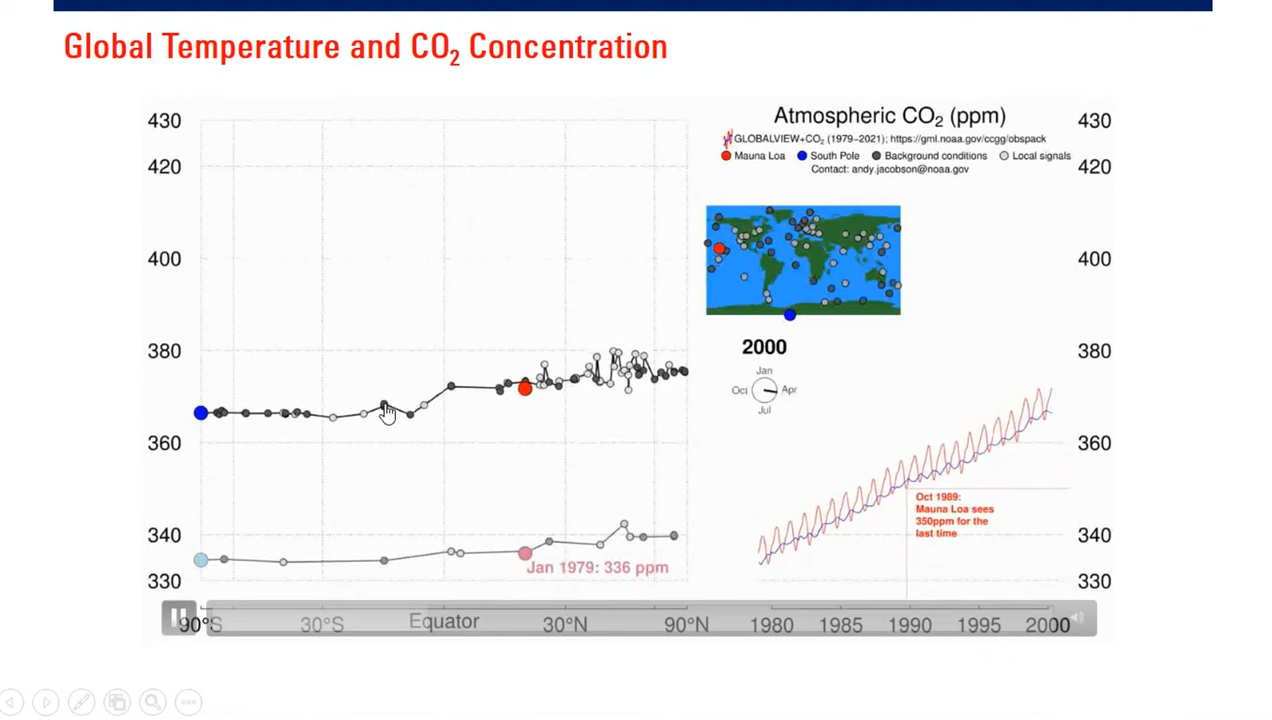 Global Temperature and CO₂ Concentration
430
420
400
380
360
340
330
Atmospheric CO₂ (ppm)
GLOBALVIEW+CO₂ (1979−2021; https://gml.noaa.gov/ccgg/obspack
Mauna Loa South Pole Background conditions Local signals
Contact: andy.jacobson@noaa.gov
430
420
400
380
360
340
330
2000
Jan
Oct Apr
Jul
Oct 1989:
Mauna Loa sees
350ppm for the
last time
Jan 1979: 336 ppm
90°S 30°S Equator 30°N 90°N
1980 1985 1990 1995 2000